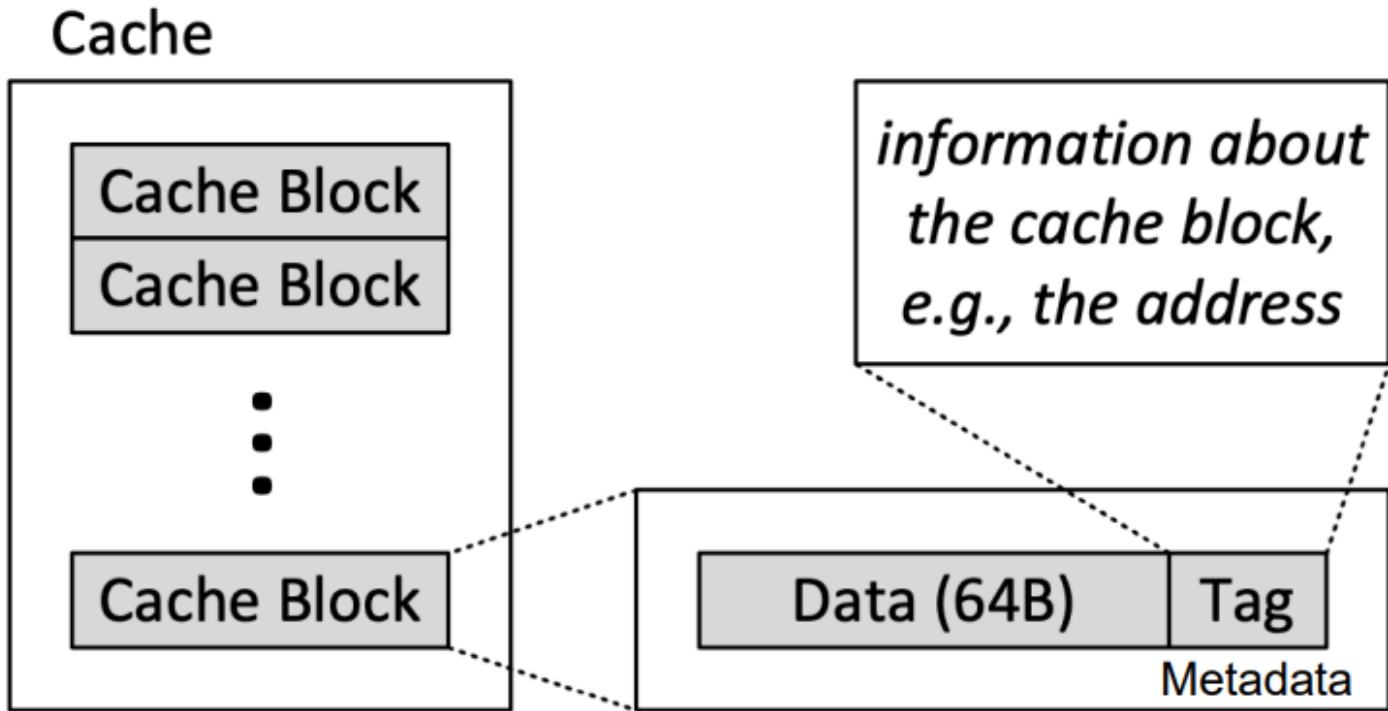 Cache
Cache Block
Cache Block
Cache Block
information about
the cache block,
e.g., the address
Data (64B)
Tag
Metadata